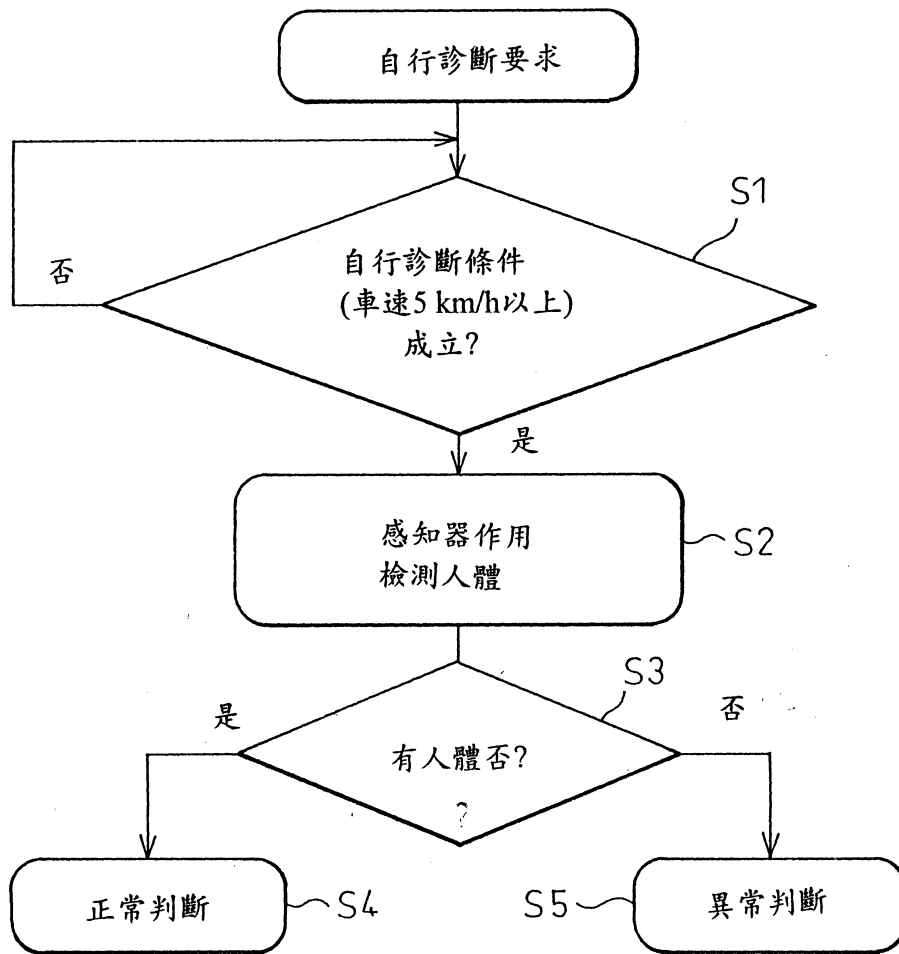 自行診斷要求
S1
否
自行診斷條件
(車速5 km/h以上)
成立?
是
感知器作用
檢測人體
S2
S3
是
否
有人體否?
?
正常判斷
S4
S5
異常判斷